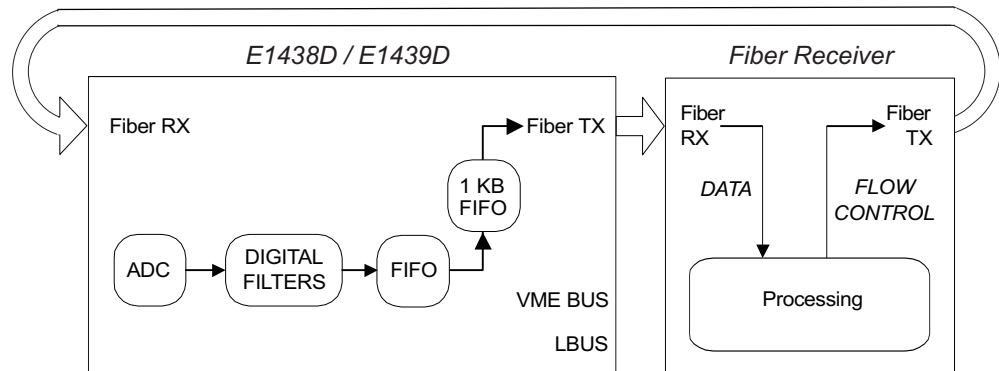 E1438D / E1439D
Fiber Receiver
Fiber RX
Fiber TX
1 KB
FIFO
ADC
DIGITAL
FILTERS
FIFO
VME BUS
LBUS
Fiber
RX
Fiber
TX
DATA
FLOW
CONTROL
Processing